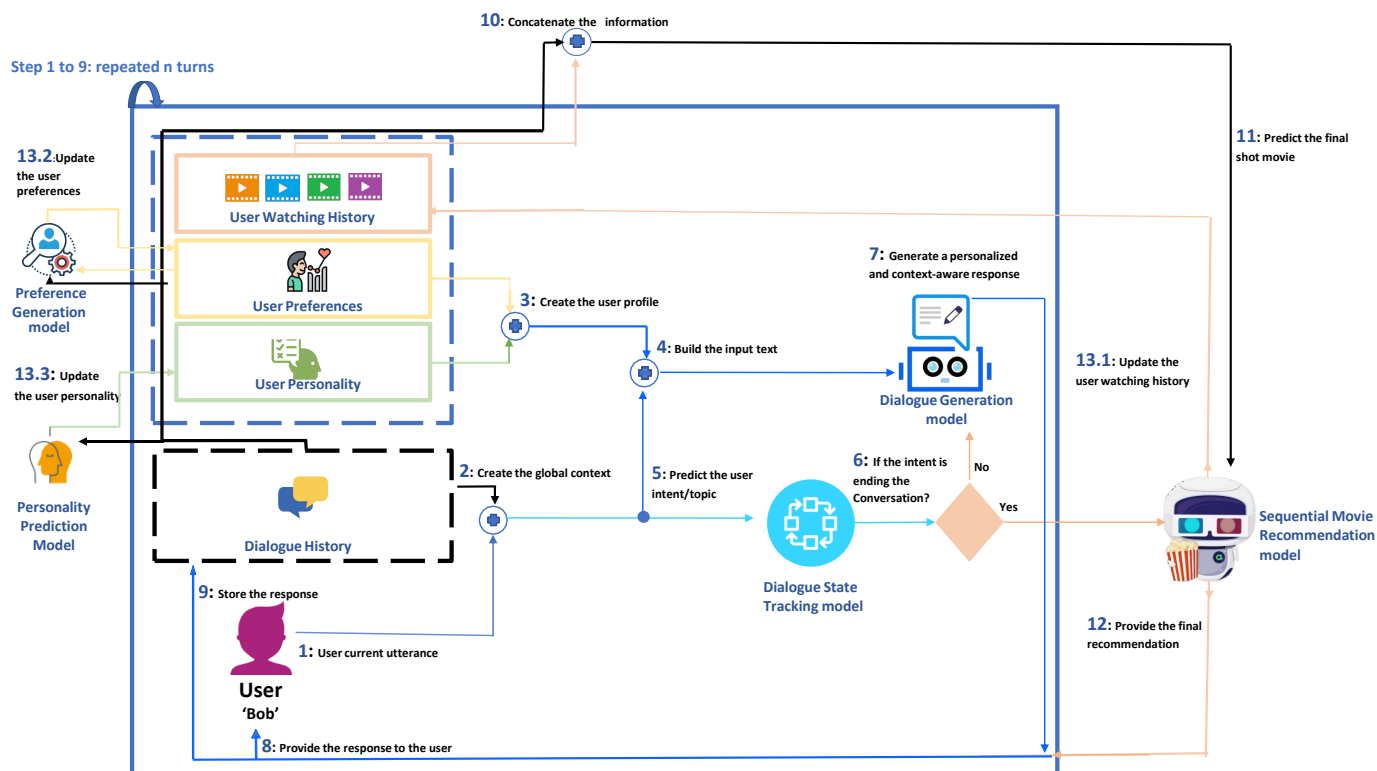 10: Concatenate the information
Step 1 to 9: repeated n turns
11: Predict the final
shot movie
13.2:Update
the user
preferences
User Watching History
7: Generate a personalized
and context-aware response
Preference
Generation
model
User Preferences
3: Create the user profile
4: Build the input text
13.3: Update
the user personality
User Personality
13.1: Update the
user watching history
Dialogue Generation
model
2: Create the global context
5: Predict the user
intent/topic
6: If the intent is
ending the
Conversation?
No
Yes
Personality
Prediction
Model
Dialogue History
Sequential Movie
Recommendation
model
Dialogue State
Tracking model
9: Store the response
1: User current utterance
12: Provide the final
recommendation
User
'Bob'
8: Provide the response to the user